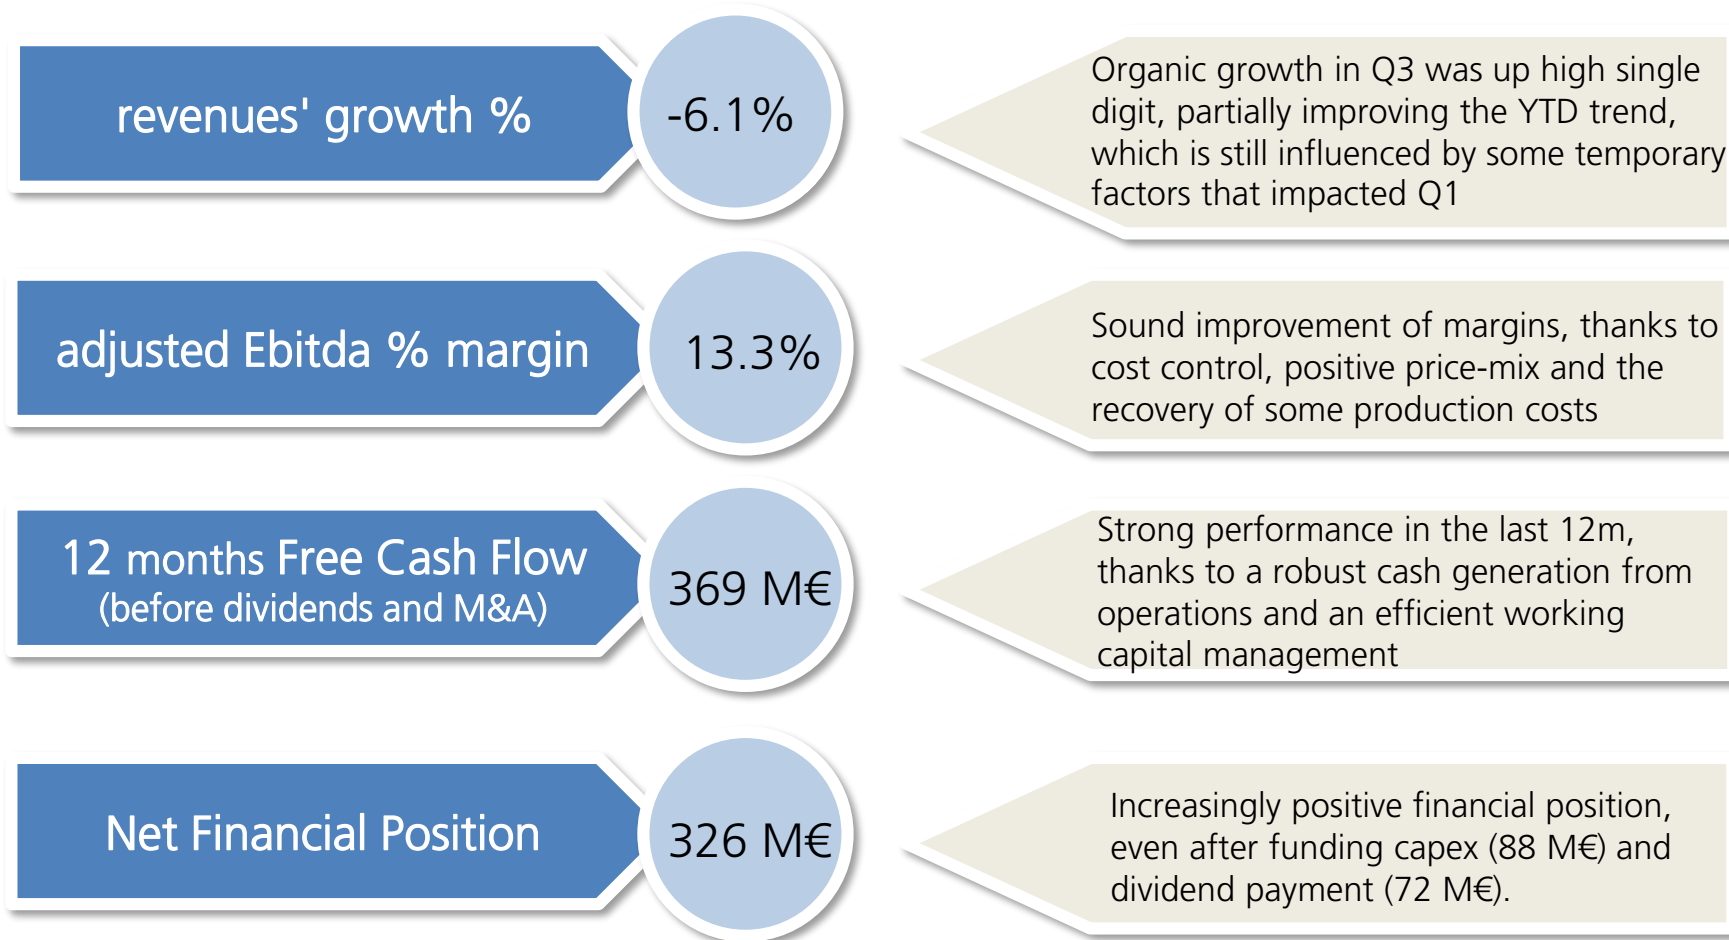 revenues' growth %
-6.1%
Organic growth in Q3 was up high single
digit, partially improving the YTD trend,
which is still influenced by some temporary
factors that impacted Q1
adjusted Ebitda % margin
13.3%
Sound improvement of margins, thanks to
cost control, positive price-mix and the
recovery of some production costs
12 months Free Cash Flow
(before dividends and M&A)
369 M€
Strong performance in the last 12m,
thanks to a robust cash generation from
operations and an efficient working
capital management
Net Financial Position
326 M€
Increasingly positive financial position,
even after funding capex (88 M€) and
dividend payment (72 M€).